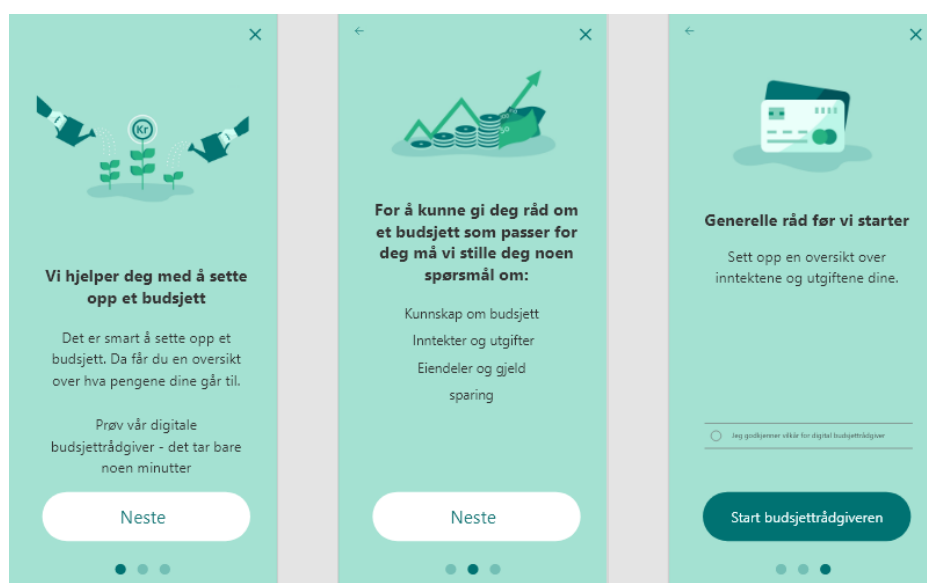 Kr
Vi hjelper deg med å sette
opp et budsjett
Det er smart å sette opp et
budsjett. Da får du en oversikt
over hva pengene dine går til.
Prøv vår digitale
budsjettrådgiver - det tar bare
noen minutter
Neste
For å kunne gi deg råd om
et budsjett som passer for
deg må vi stille deg noen
spørsmål om:
Kunnskap om budsjett
Inntekter og utgifter
Eiendeler og gjeld
sparing
Neste
Generelle råd før vi starter
Sett opp en oversikt over
inntektene og utgiftene dine.
Jeg godkjenner vilkår for digital budsjettrådgiver
Start budsjettrådgiveren